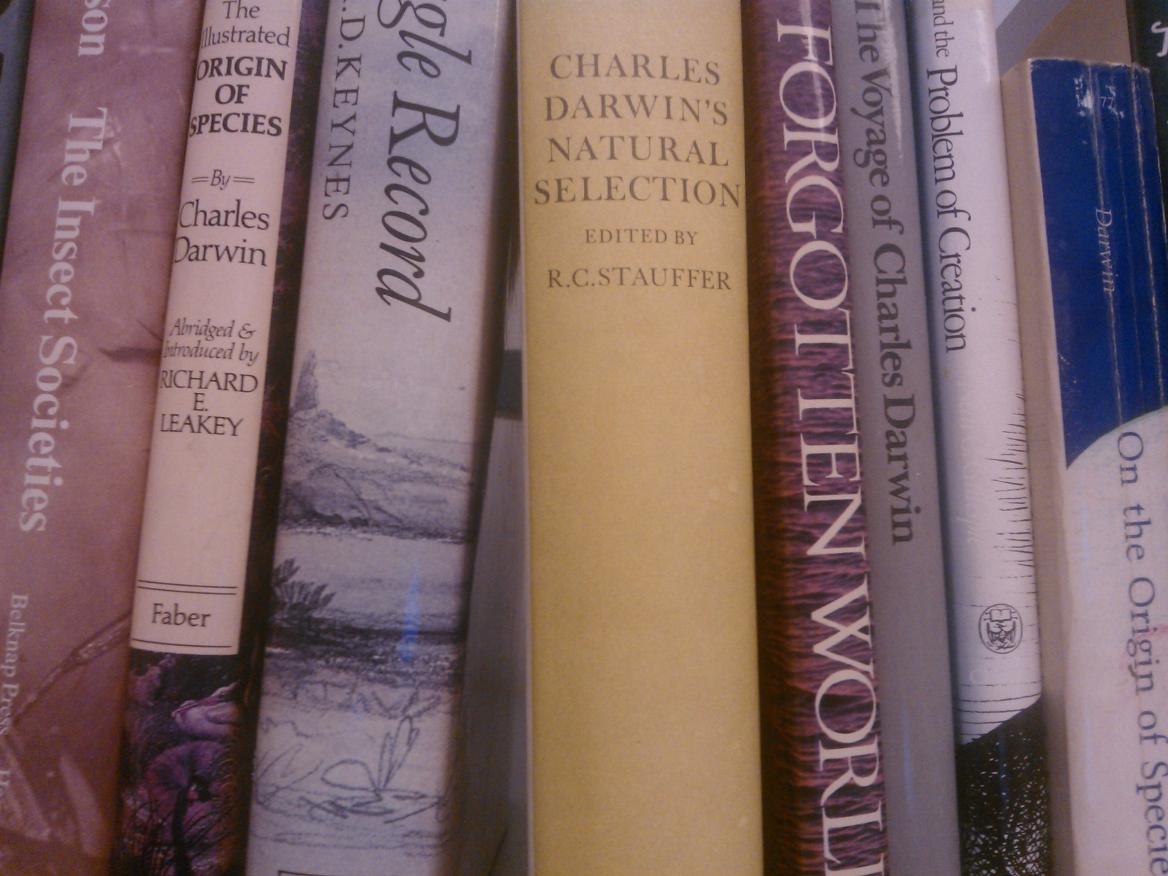 son The Insect Societies Belknap Press
The
Illustrated
ORIGIN
OF
SPECIES
By
Charles
Darwin
Abridged &
Introduced by
RICHARD
E.
LEAKEY
Faber
gle Record
.D. KEYNES
CHARLES
DARWIN'S
NATURAL
SELECTION
EDITED BY
R.C. STAUFFER
FORGOTTEN WORL
The Voyage of Charles Darwin
and the Problem of Creation
Darwin
On the Origin of Specie